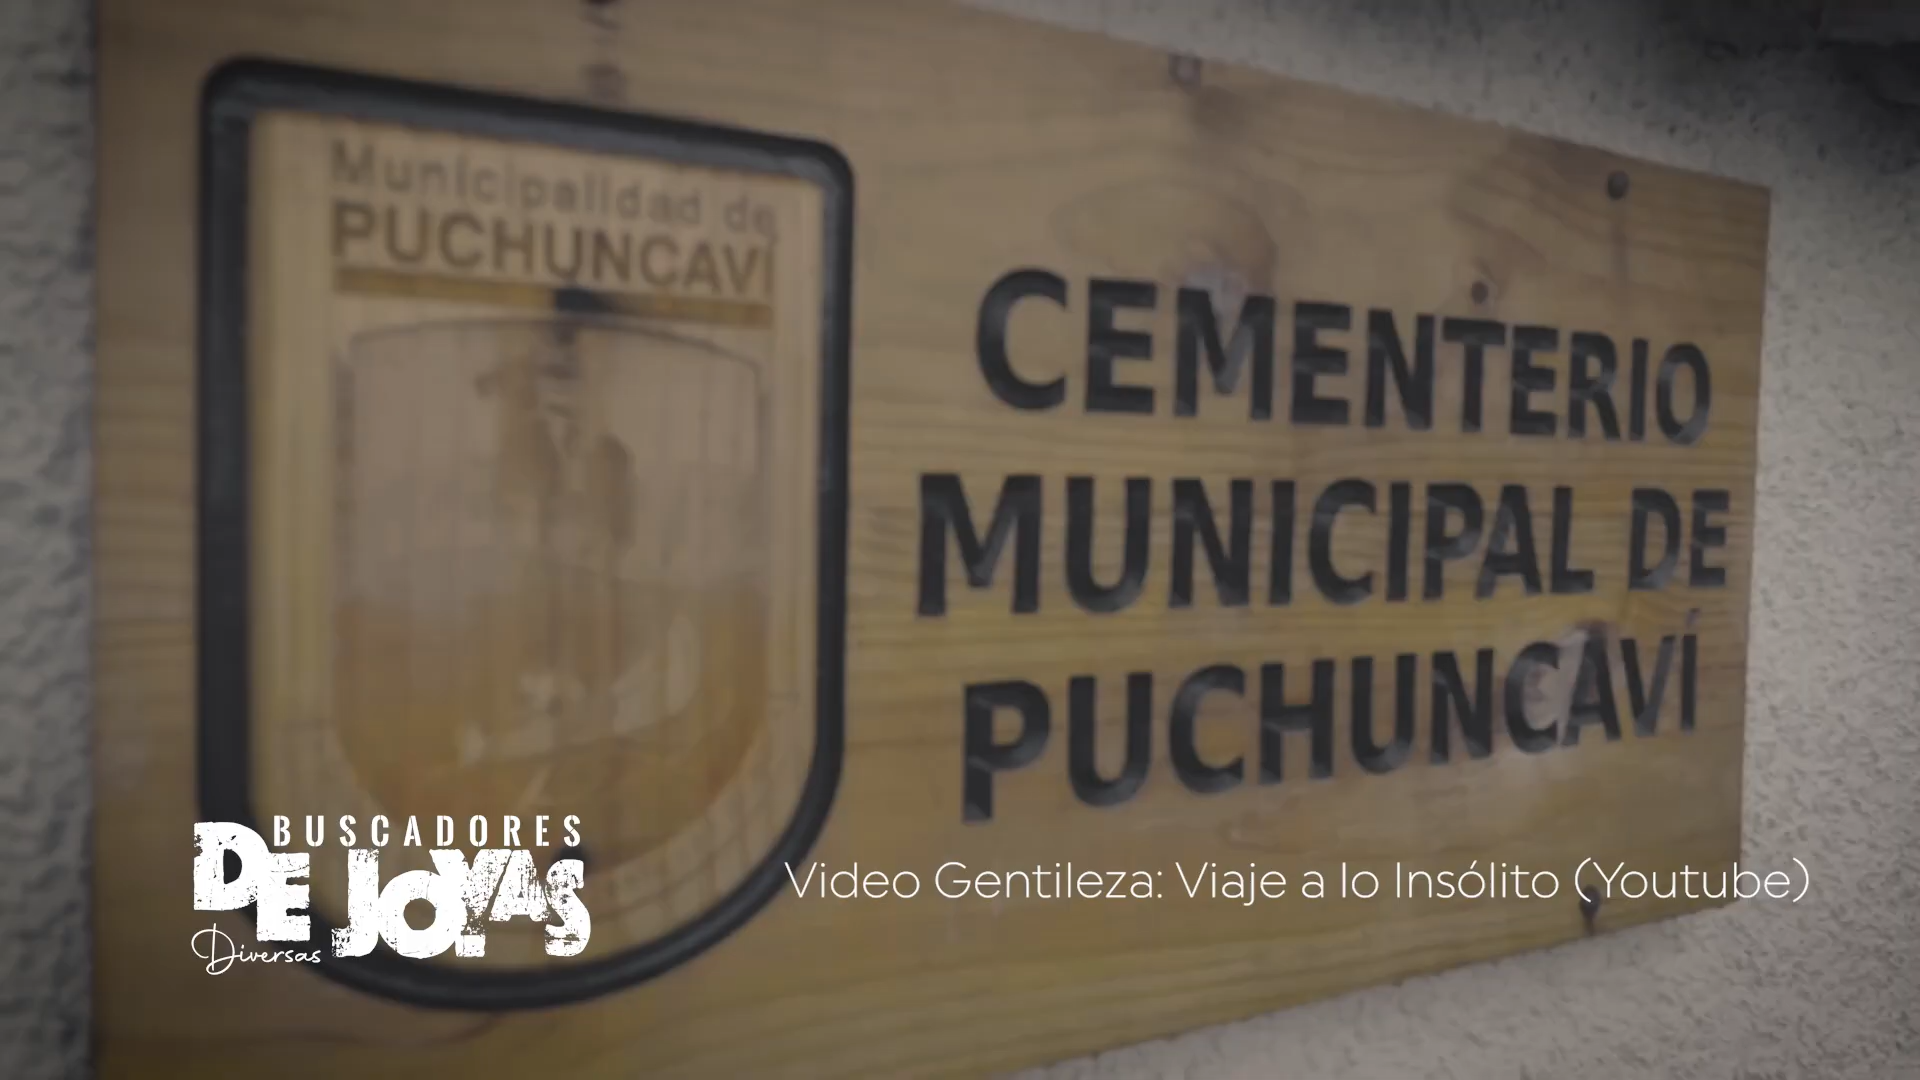 Municipalidad de
PUCHUNCAVÍ
CEMENTERIO
MUNICIPAL DE
PUCHUNCAVÍ
BUSCADORES
DE JOYAS
Diversas
Video Gentileza: Viaje a lo Insólito (Youtube)